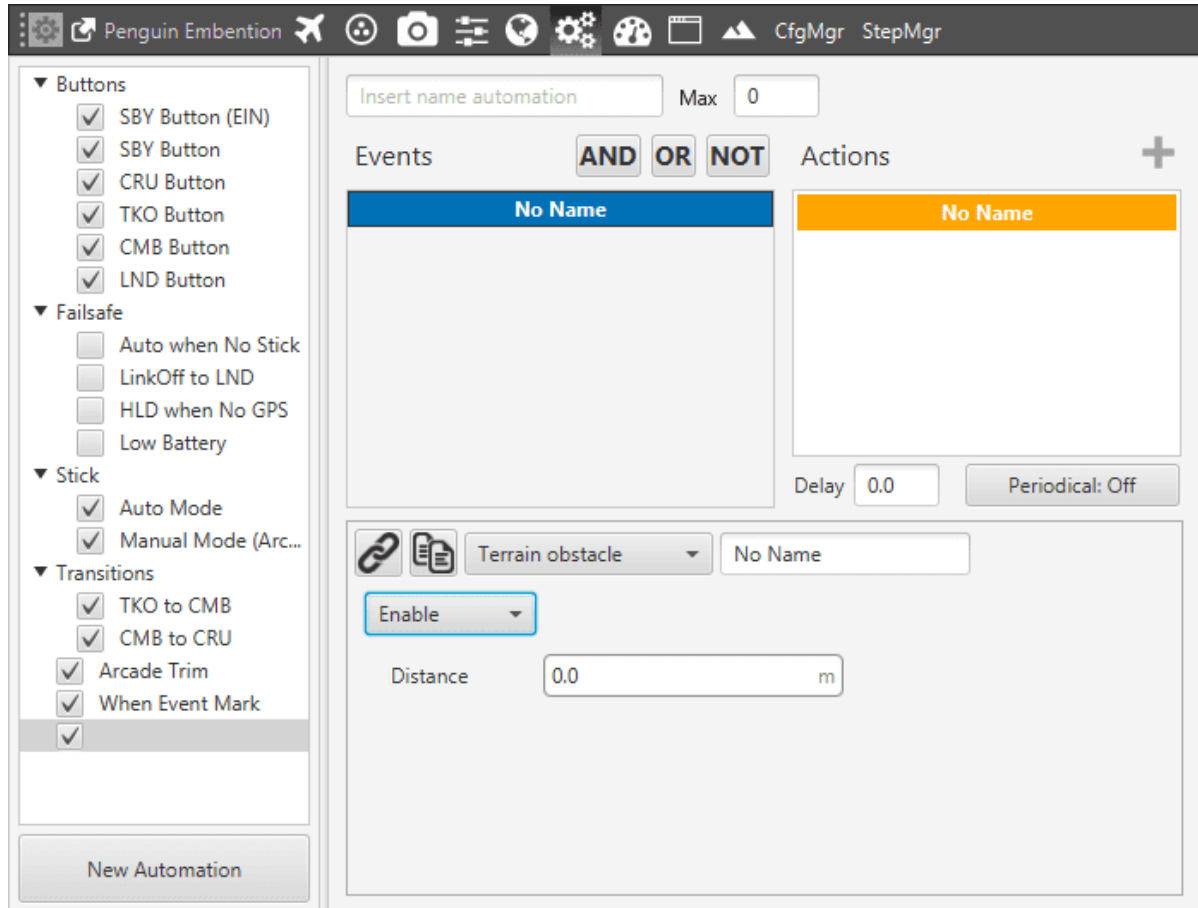 Penguin Embention CfgMgr StepMgr
Buttons
SBY Button (EIN)
SBY Button
CRU Button
TKO Button
CMB Button
LND Button
Failsafe
Auto when No Stick
LinkOff to LND
HLD when No GPS
Low Battery
Stick
Auto Mode
Manual Mode (Arc...
Transitions
TKO to CMB
CMB to CRU
Arcade Trim
When Event Mark
New Automation
Insert name automation Max 0
Events AND OR NOT Actions
No Name No Name
Delay 0.0 Periodical: Off
Terrain obstacle No Name
Enable
Distance 0.0 m